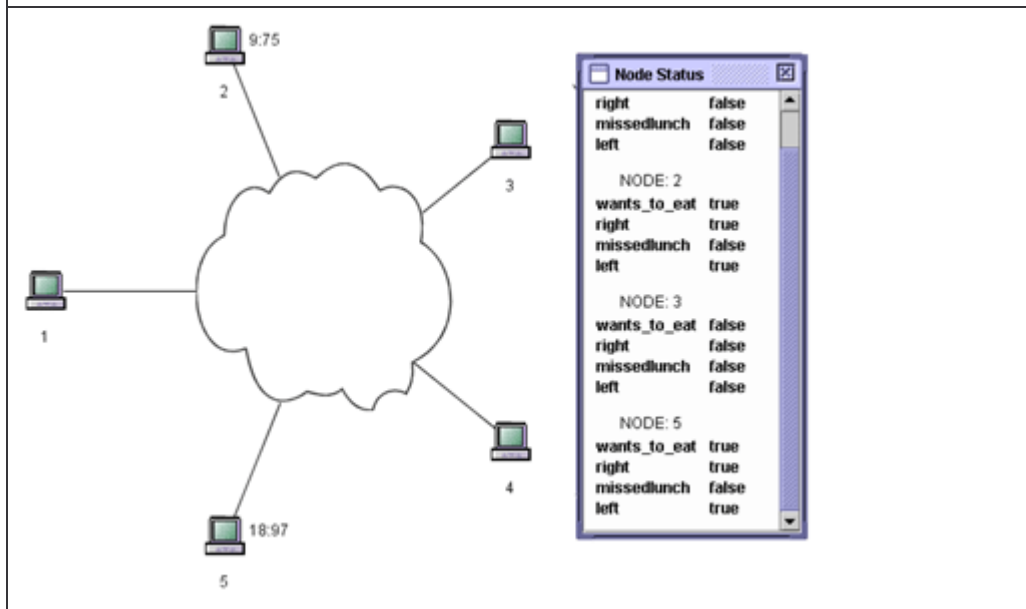 9:75
2
3
1
4
18:97
5
Node Status
right false
missedlunch false
left false
NODE: 2
wants_to_eat true
right true
missedlunch false
left true
NODE: 3
wants_to_eat false
right false
missedlunch false
left false
NODE: 5
wants_to_eat true
right true
missedlunch false
left true